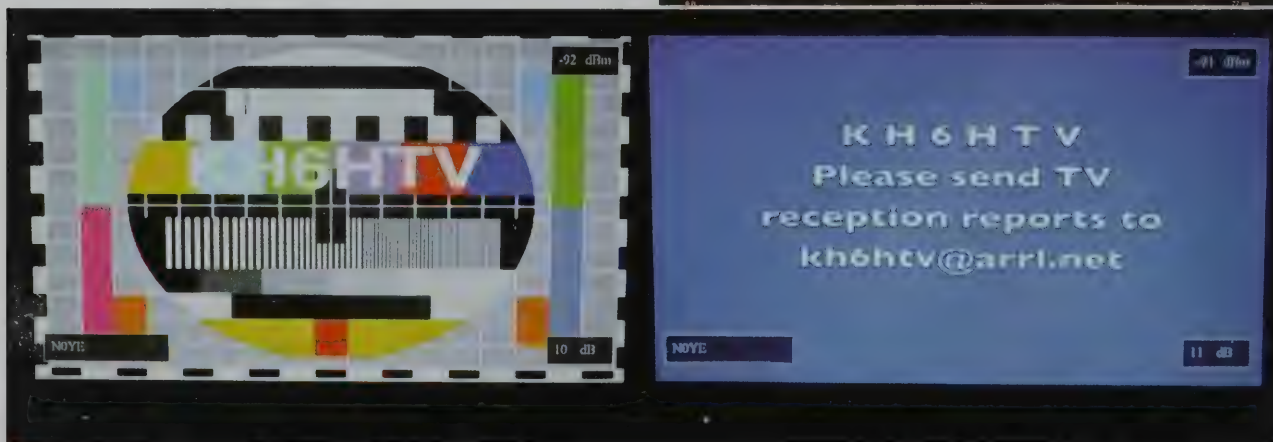 -92 dBm
KH6HTV
N0YE
10 dB
-91 dBm
K H 6 H T V
Please send TV
reception reports to
kh6htv@arrl.net
N0YE
11 dB